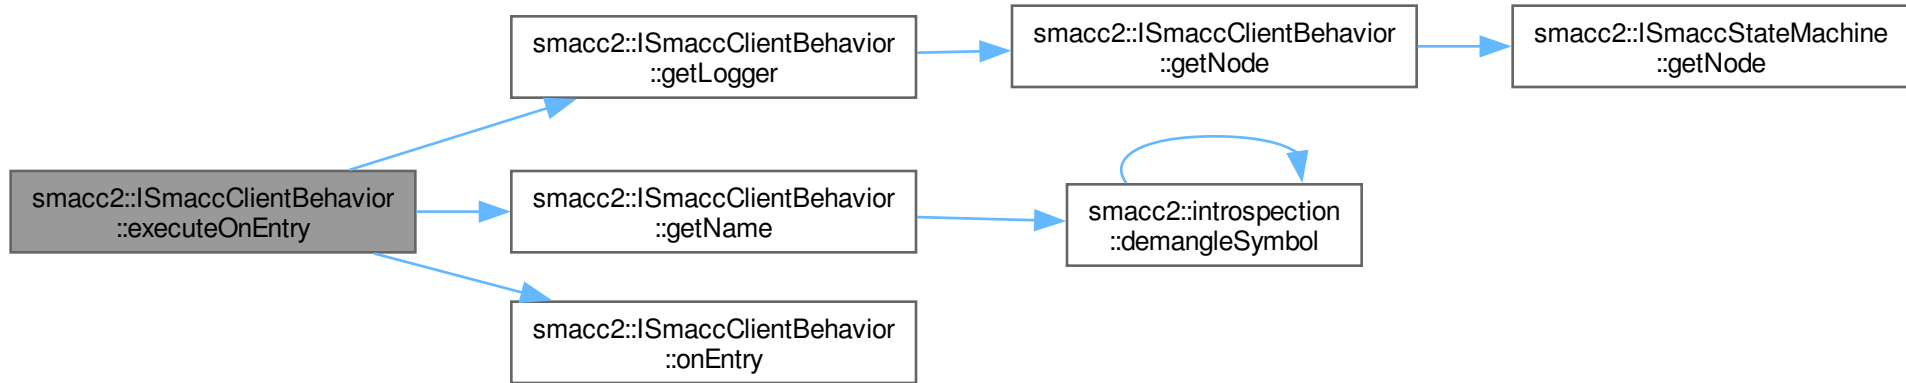 smacc2::ISmaccClientBehavior
::executeOnEntry
smacc2::ISmaccClientBehavior
::getLogger
smacc2::ISmaccClientBehavior
::getNode
smacc2::ISmaccStateMachine
::getNode
smacc2::ISmaccClientBehavior
::getName
smacc2::introspection
::demangleSymbol
smacc2::ISmaccClientBehavior
::onEntry